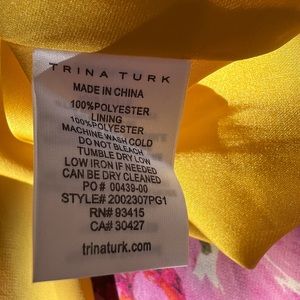 TRINA TURK
MADE IN CHINA
100%POLYESTER
LINING
100%POLYESTER
MACHINE WASH COLD
DO NOT BLEACH
TUMBLE DRY LOW
LOW IRON IF NEEDED
CAN BE DRY CLEANED
PO# 00439-00
STYLE# 2002307PG1
RN# 93415
CA# 30427
trinaturk.com